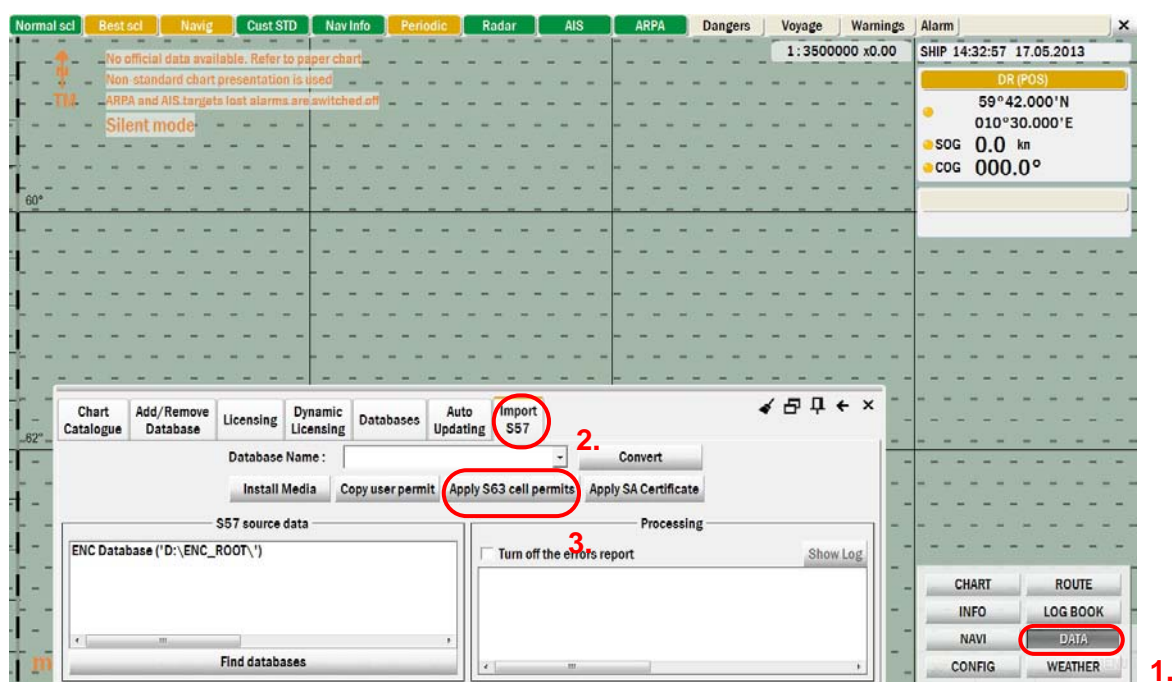 Normal scl Best scl Navig Cust STD Nav Info Periodic Radar AIS ARPA Dangers Voyage Warnings Alarm ×
No official data available. Refer to paper chart
Non-standard chart presentation is used
ARPA and AIS targets lost alarms are switched off
Silent mode
N
TM
1:3500000 x0.00
SHIP 14:32:57 17.05.2013
DR (POS)
59°42.000'N
010°30.000'E
SOG 0.0 kn
COG 000.0°
60°
62°
Chart Catalogue
Add/Remove Database
Licensing
Dynamic Licensing
Databases
Auto Updating
Import S57
2.
Database Name :
Convert
Install Media
Copy user permit
Apply S63 cell permits
Apply SA Certificate
3.
S57 source data
ENC Database ('D:\ENC_ROOT\')
Find databases
Processing
Turn off the errors report
Show Log
CHART ROUTE
INFO LOG BOOK
NAVI DATA
CONFIG WEATHER
1.
m